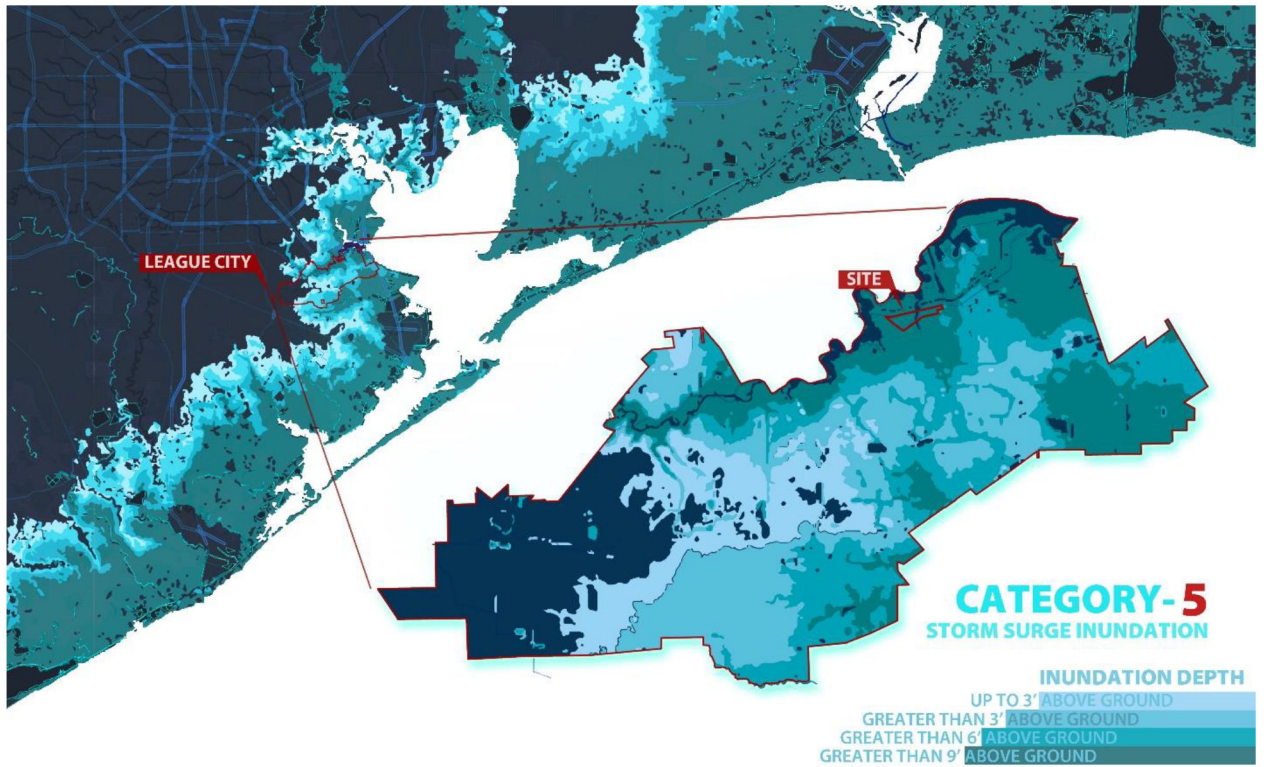 LEAGUE CITY
SITE
CATEGORY- 5
STORM SURGE INUNDATION
INUNDATION DEPTH
UP TO 3' ABOVE GROUND
GREATER THAN 3' ABOVE GROUND
GREATER THAN 6' ABOVE GROUND
GREATER THAN 9' ABOVE GROUND